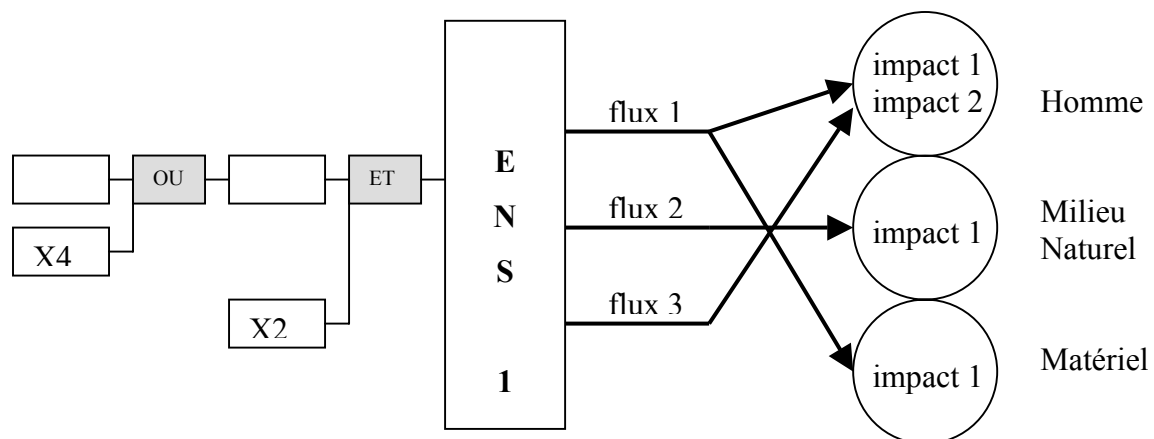 impact 1
impact 2
Homme
flux 1
E
N
S
1
OU
ET
X4
X2
flux 2
impact 1
Milieu
Naturel
flux 3
impact 1
Matériel